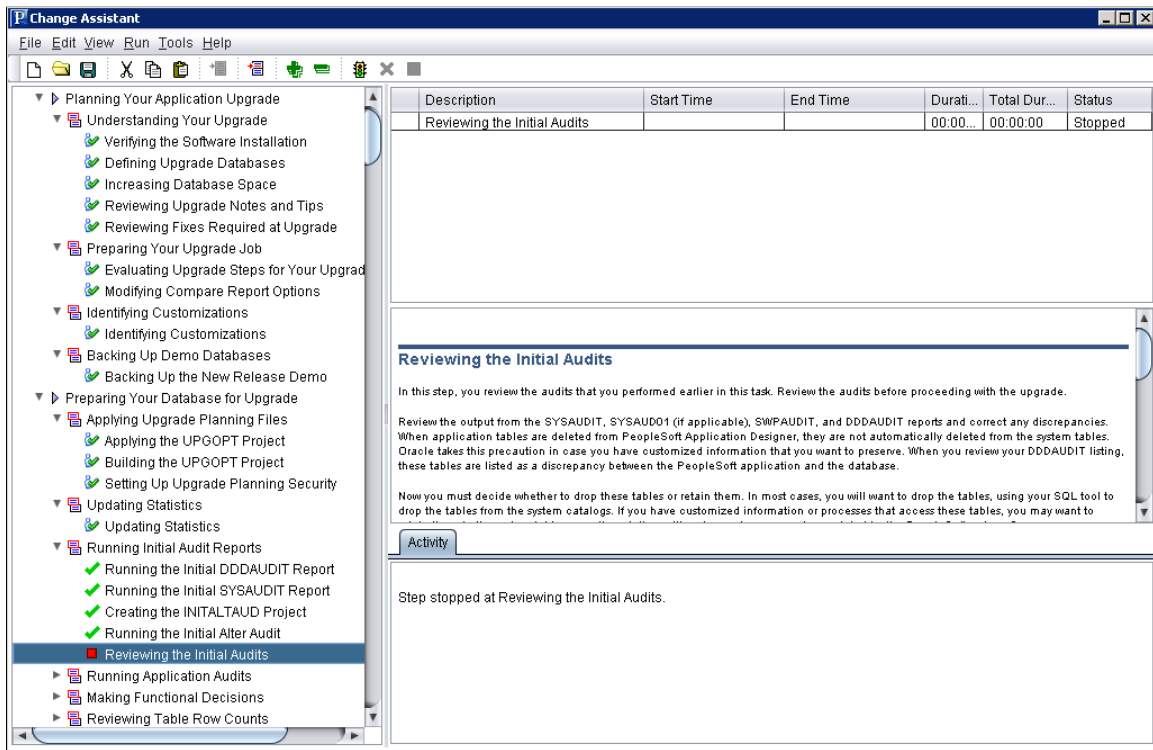 Change Assistant
File Edit View Run Tools Help
Planning Your Application Upgrade
Understanding Your Upgrade
Verifying the Software Installation
Defining Upgrade Databases
Increasing Database Space
Reviewing Upgrade Notes and Tips
Reviewing Fixes Required at Upgrade
Preparing Your Upgrade Job
Evaluating Upgrade Steps for Your Upgrad
Modifying Compare Report Options
Identifying Customizations
Identifying Customizations
Backing Up Demo Databases
Backing Up the New Release Demo
Preparing Your Database for Upgrade
Applying Upgrade Planning Files
Applying the UPGOPT Project
Building the UPGOPT Project
Setting Up Upgrade Planning Security
Updating Statistics
Updating Statistics
Running Initial Audit Reports
Running the Initial DDDAUDIT Report
Running the Initial SYSAUDIT Report
Creating the INITALTAUD Project
Running the Initial Alter Audit
Reviewing the Initial Audits
Running Application Audits
Making Functional Decisions
Reviewing Table Row Counts
Description Start Time End Time Durati... Total Dur... Status
Reviewing the Initial Audits 00:00... 00:00:00 Stopped
Reviewing the Initial Audits
In this step, you review the audits that you performed earlier in this task. Review the audits before proceeding with the upgrade.
Review the output from the SYSAUDIT, SYSAUD01 (if applicable), SWPAUDIT, and DDDAUDIT reports and correct any discrepancies.
When application tables are deleted from PeopleSoft Application Designer, they are not automatically deleted from the system tables.
Oracle takes this precaution in case you have customized information that you want to preserve. When you review your DDDAUDIT listing,
these tables are listed as a discrepancy between the PeopleSoft application and the database.
Now you must decide whether to drop these tables or retain them. In most cases, you will want to drop the tables, using your SQL tool to
drop the tables from the system catalogs. If you have customized information or processes that access these tables, you may want to
Activity
Step stopped at Reviewing the Initial Audits.